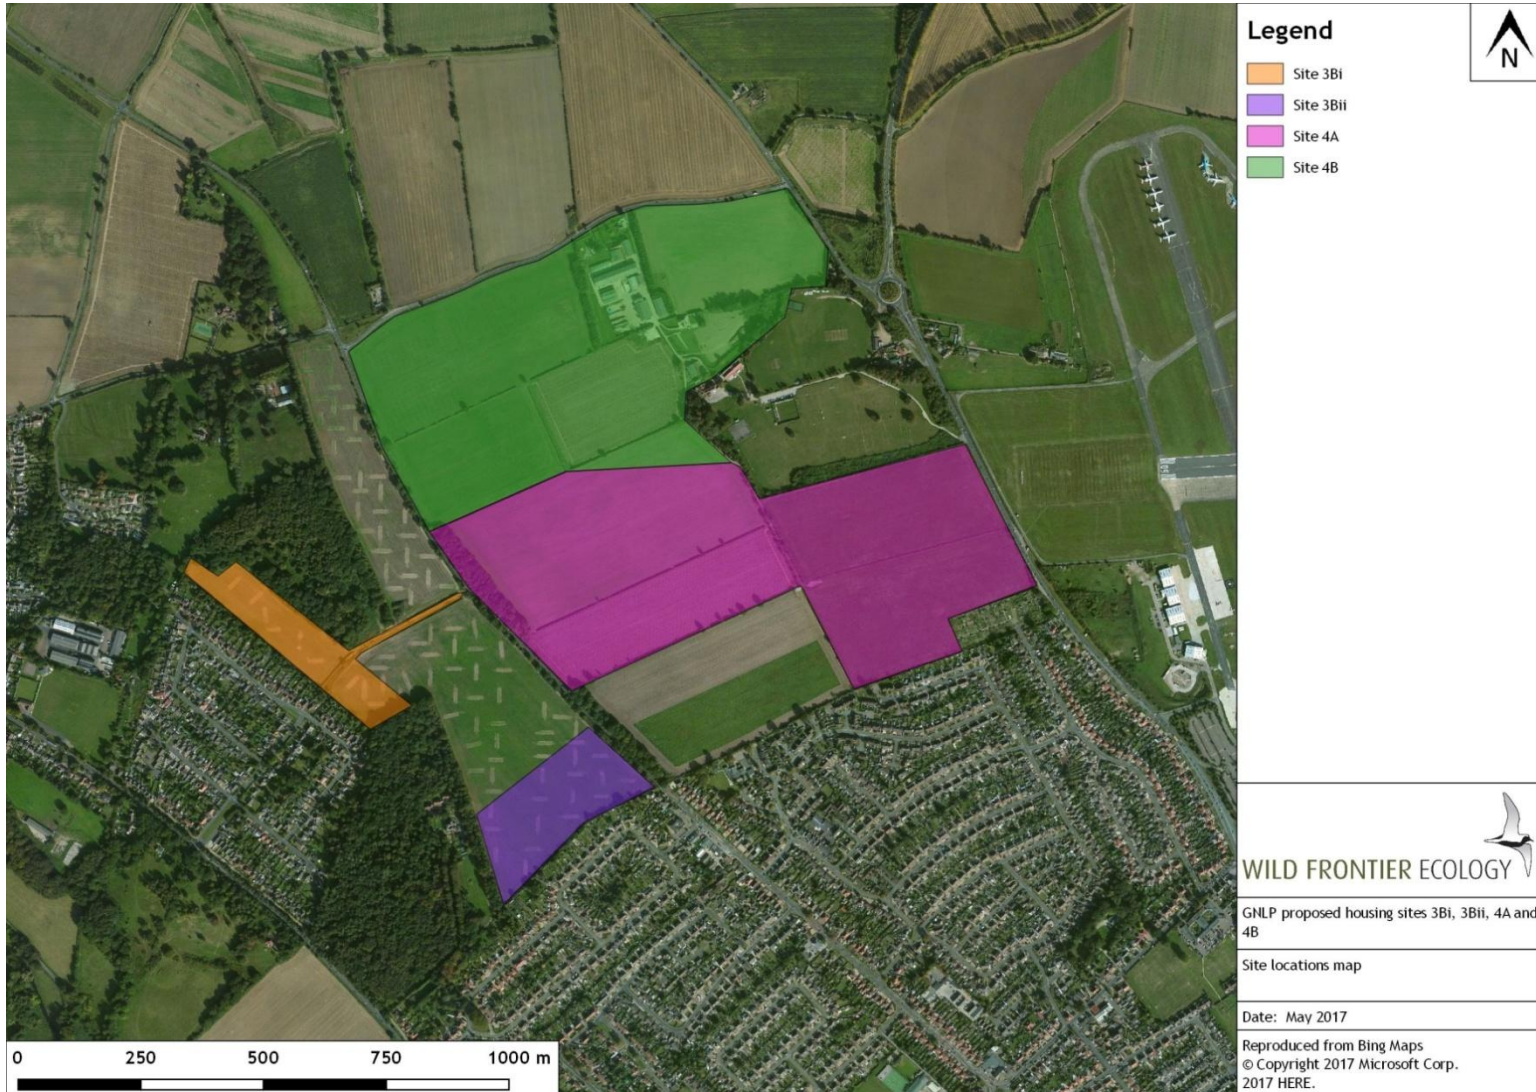 Legend
N
Site 3Bi
Site 3Bii
Site 4A
Site 4B
WILD FRONTIER ECOLOGY
GNLP proposed housing sites 3Bi, 3Bii, 4A and
4B
Site locations map
Date: May 2017
Reproduced from Bing Maps
© Copyright 2017 Microsoft Corp.
2017 HERE.
0 250 500 750 1000 m